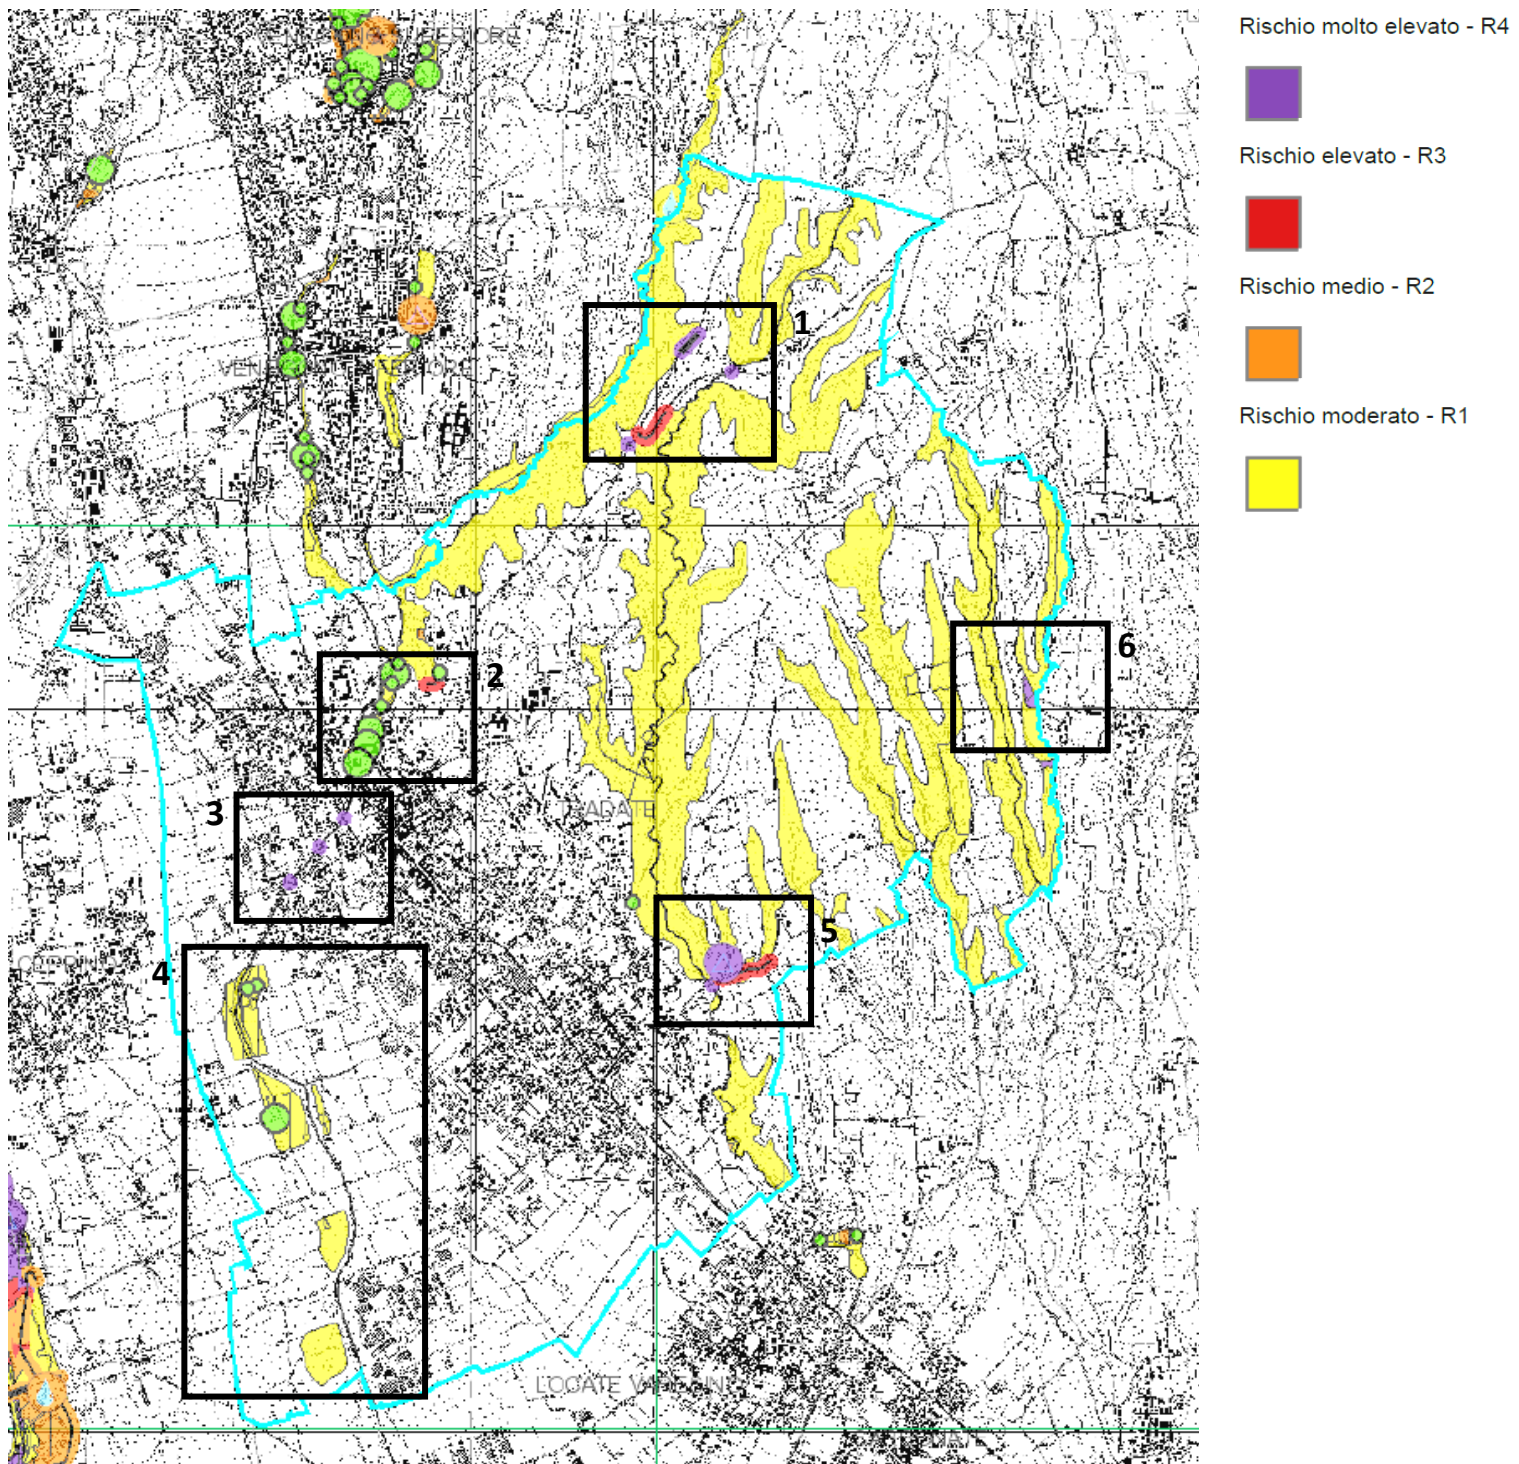 Rischio molto elevato - R4
Rischio elevato - R3
Rischio medio - R2
Rischio moderato - R1
1
2
3
4
5
6
TRADATE
LOCATE